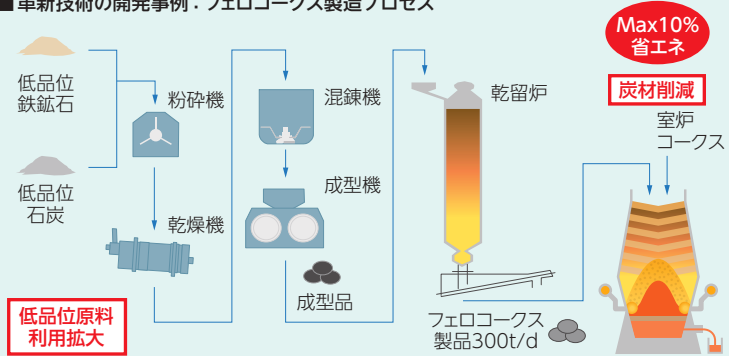 ■革新技術の開発事例：フェロコークス製造プロセス
Max10%
省エネ
炭材削減
低品位
鉄鉱石
粉砕機
混錬機
乾留炉
室炉
コークス
低品位
石炭
乾燥機
成型機
成型品
低品位原料
利用拡大
フェロコークス
製品300t/d